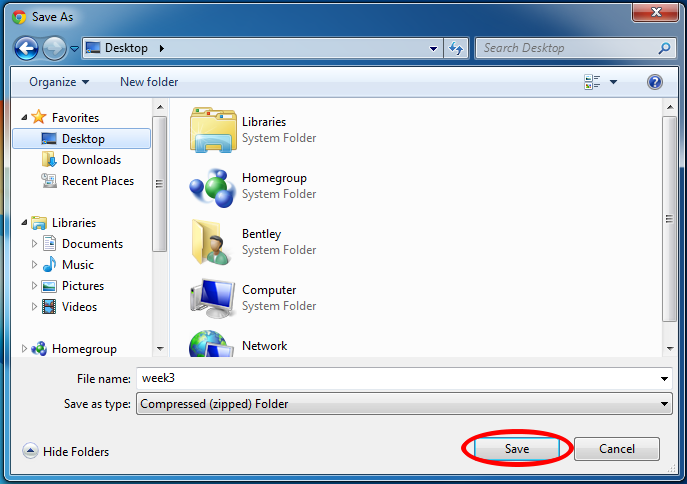 Save As
Desktop
Search Desktop
Organize
New folder
Favorites
Desktop
Downloads
Recent Places
Libraries
Documents
Music
Pictures
Videos
Homegroup
Libraries
System Folder
Homegroup
System Folder
Bentley
System Folder
Computer
System Folder
Network
File name: week3
Save as type: Compressed (zipped) Folder
Hide Folders
Save
Cancel